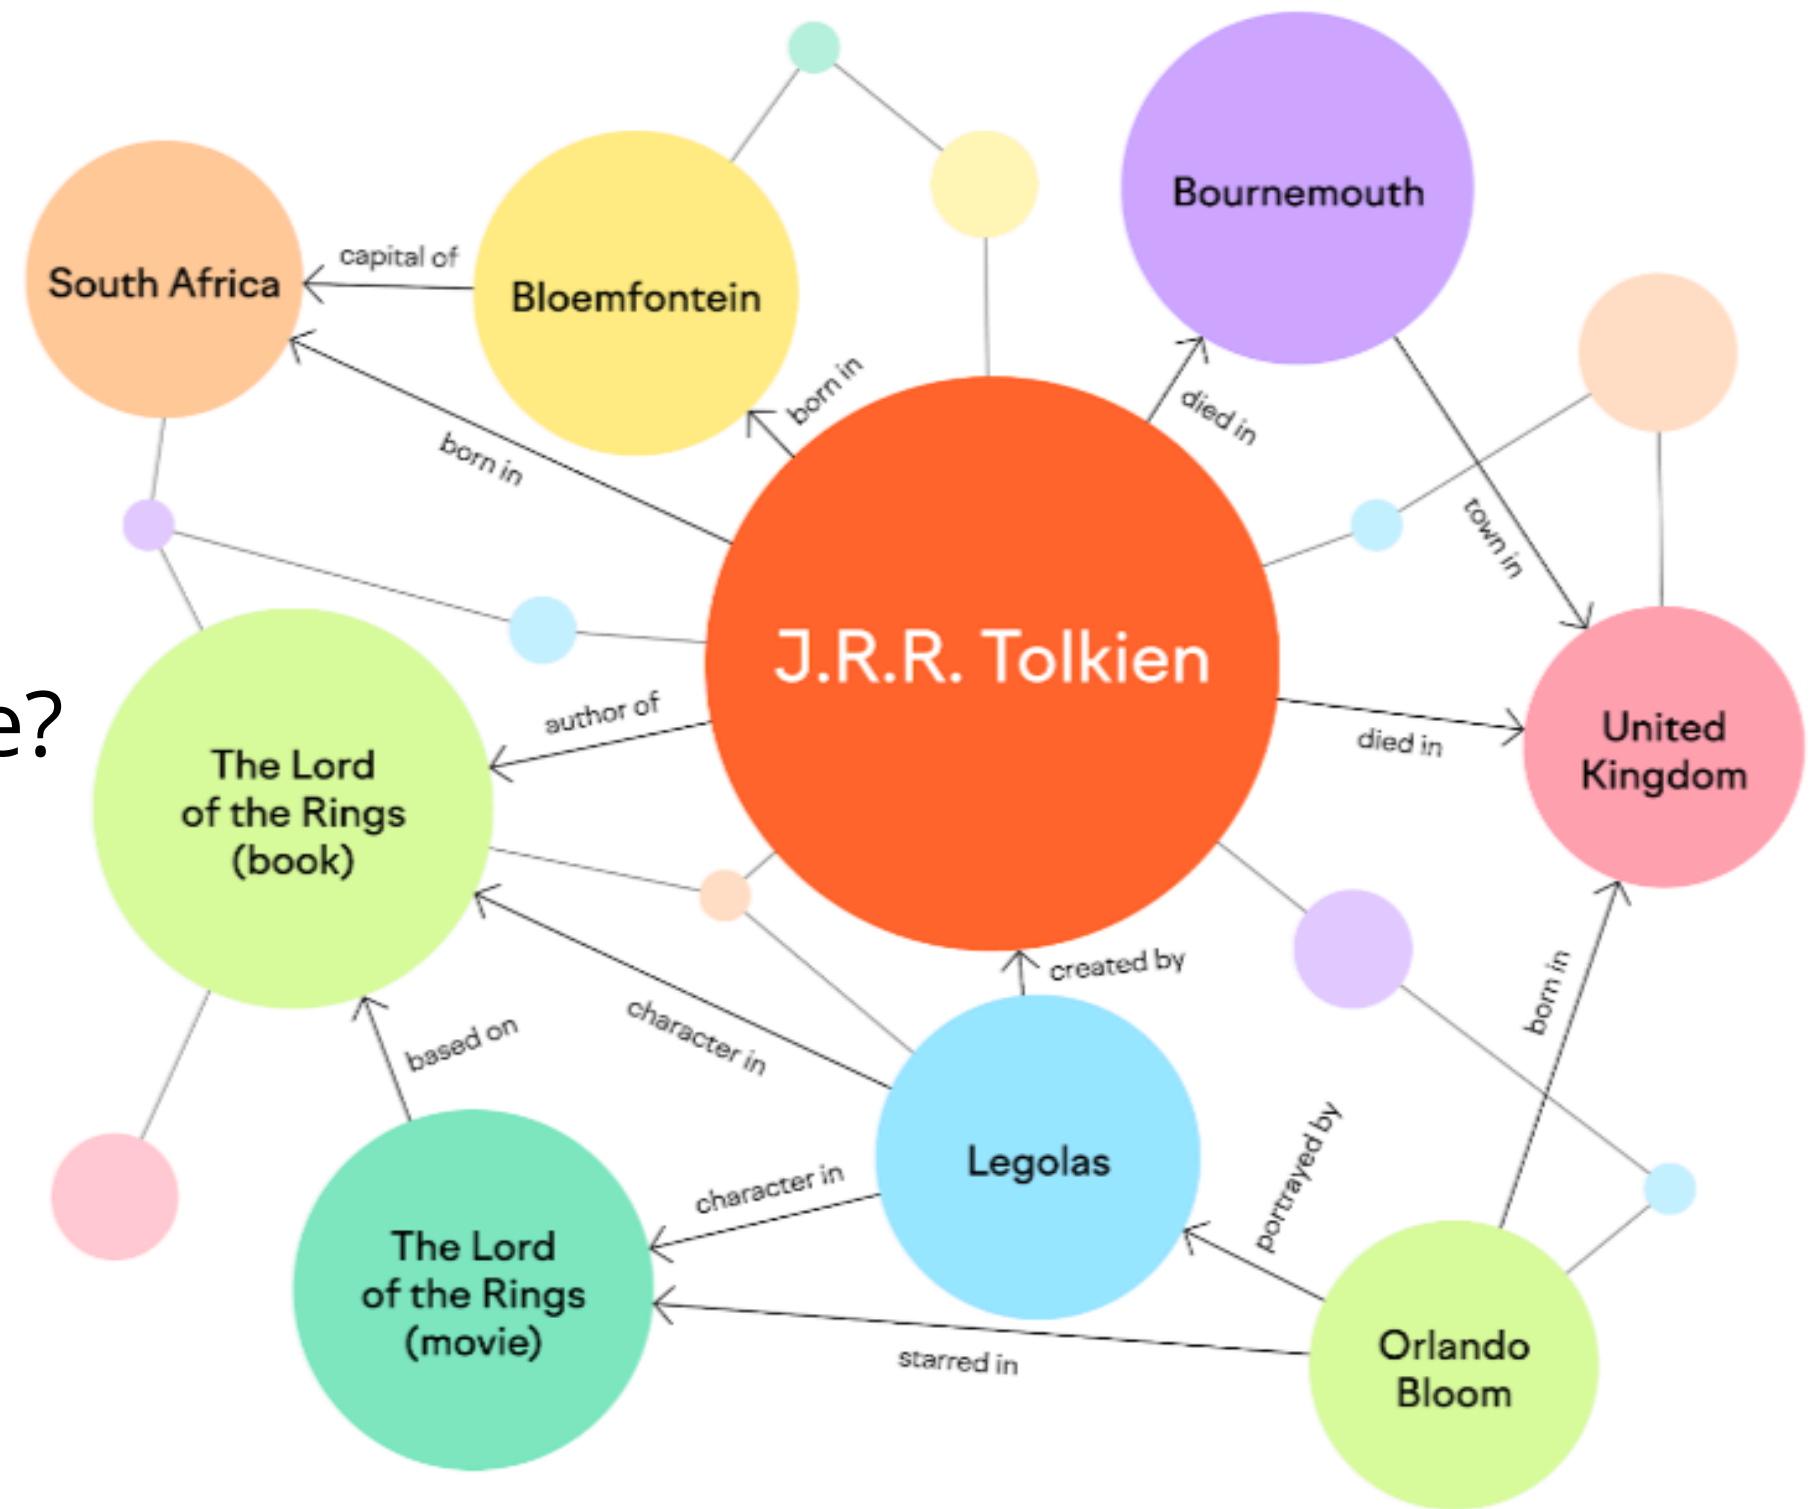 Bournemouth
South Africa
capital of
Bloemfontein
born in
born in
died in
town in
J.R.R. Tolkien
e?
author of
died in
United
Kingdom
The Lord
of the Rings
(book)
created by
born in
character in
based on
portrayed by
Legolas
character in
The Lord
of the Rings
(movie)
starred in
Orlando
Bloom